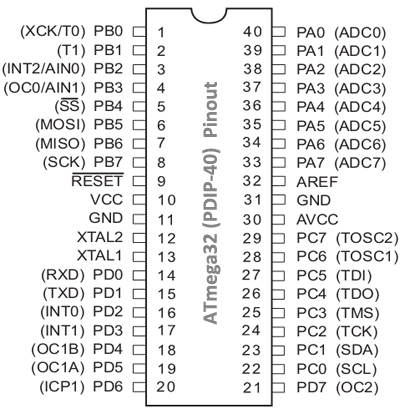 (XCK/T0) PB0 1 40 PA0 (ADC0)
(T1) PB1 2 39 PA1 (ADC1)
(INT2/AIN0) PB2 3 38 PA2 (ADC2)
(OC0/AIN1) PB3 4 37 PA3 (ADC3)
(SS) PB4 5 36 PA4 (ADC4)
(MOSI) PB5 6 35 PA5 (ADC5)
(MISO) PB6 7 34 PA6 (ADC6)
(SCK) PB7 8 33 PA7 (ADC7)
RESET 9 32 AREF
VCC 10 31 GND
GND 11 30 AVCC
XTAL2 12 29 PC7 (TOSC2)
XTAL1 13 28 PC6 (TOSC1)
(RXD) PD0 14 27 PC5 (TDI)
(TXD) PD1 15 26 PC4 (TDO)
(INT0) PD2 16 25 PC3 (TMS)
(INT1) PD3 17 24 PC2 (TCK)
(OC1B) PD4 18 23 PC1 (SDA)
(OC1A) PD5 19 22 PC0 (SCL)
(ICP1) PD6 20 21 PD7 (OC2)
ATmega32 (PDIP-40) Pinout